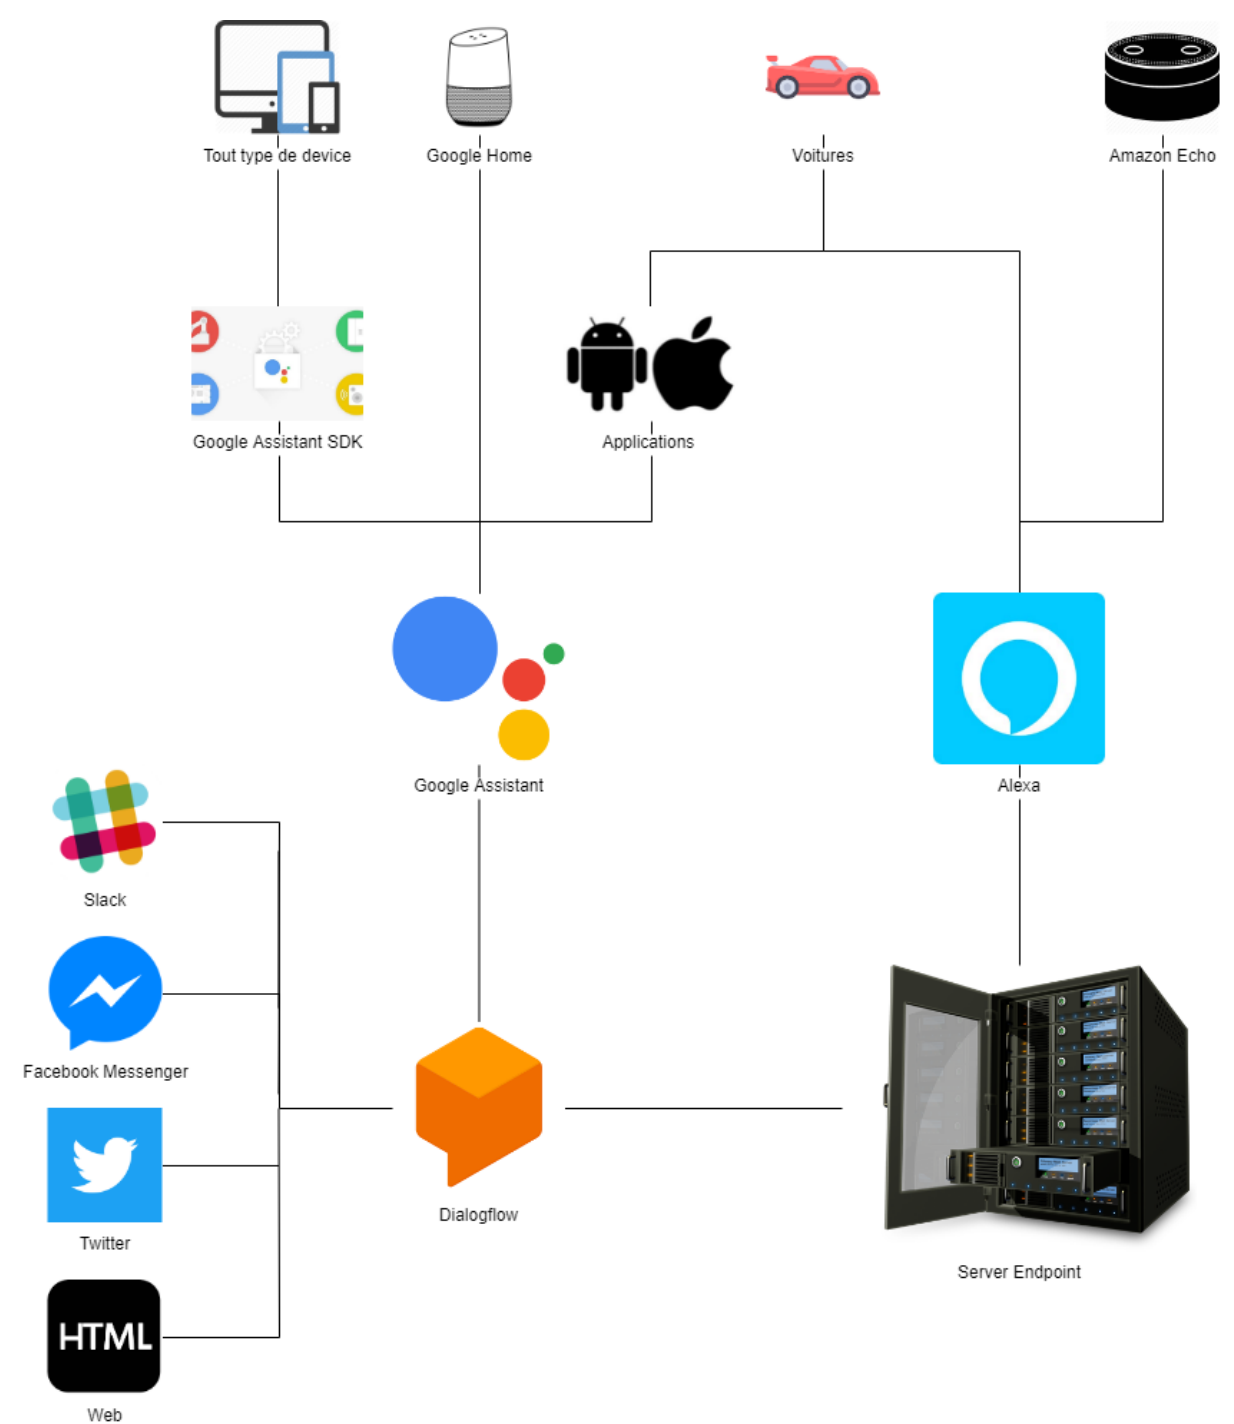 Tout type de device
Google Home
Voitures
Amazon Echo
Google Assistant SDK
Applications
Google Assistant
Alexa
Slack
Facebook Messenger
Twitter
Dialogflow
Server Endpoint
HTML
Web